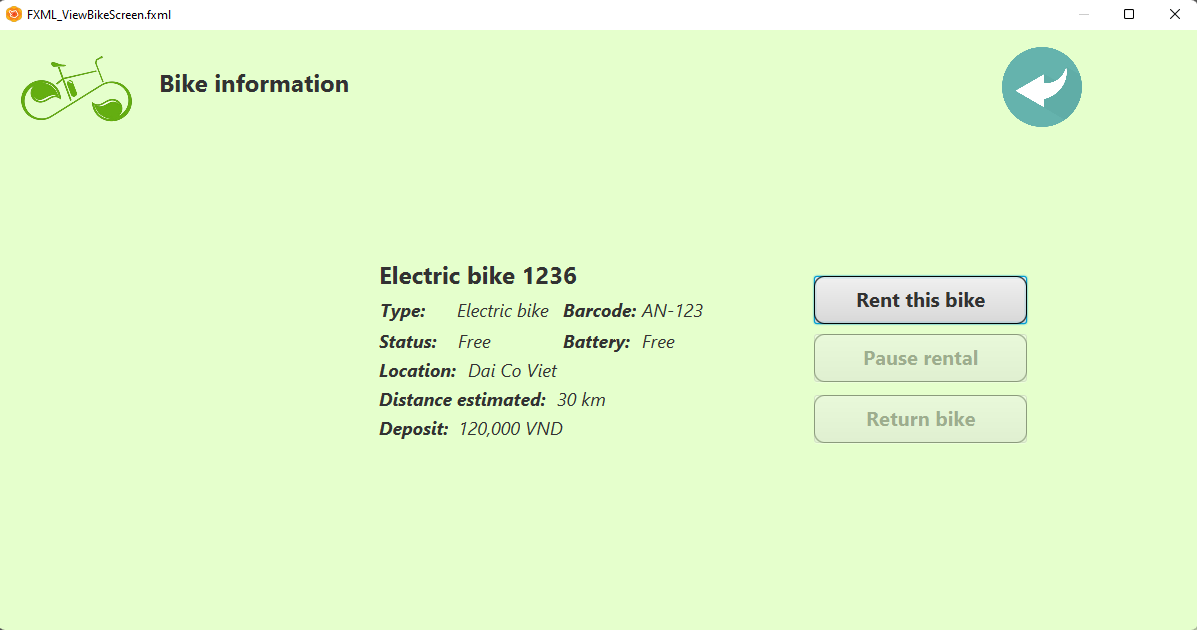 FXML_ViewBikeScreen.fxml
Bike information
Electric bike 1236
Type: Electric bike Barcode: AN-123
Status: Free Battery: Free
Location: Dai Co Viet
Distance estimated: 30 km
Deposit: 120,000 VND
Rent this bike
Pause rental
Return bike